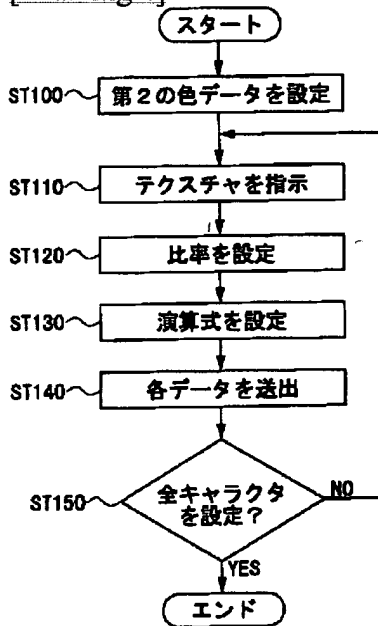 スタート
ST100 第2の色データを設定
ST110 テクスチャを指示
ST120 比率を設定
ST130 演算式を設定
ST140 各データを送出
ST150 全キャラクタ
を設定？
NO
YES
エンド